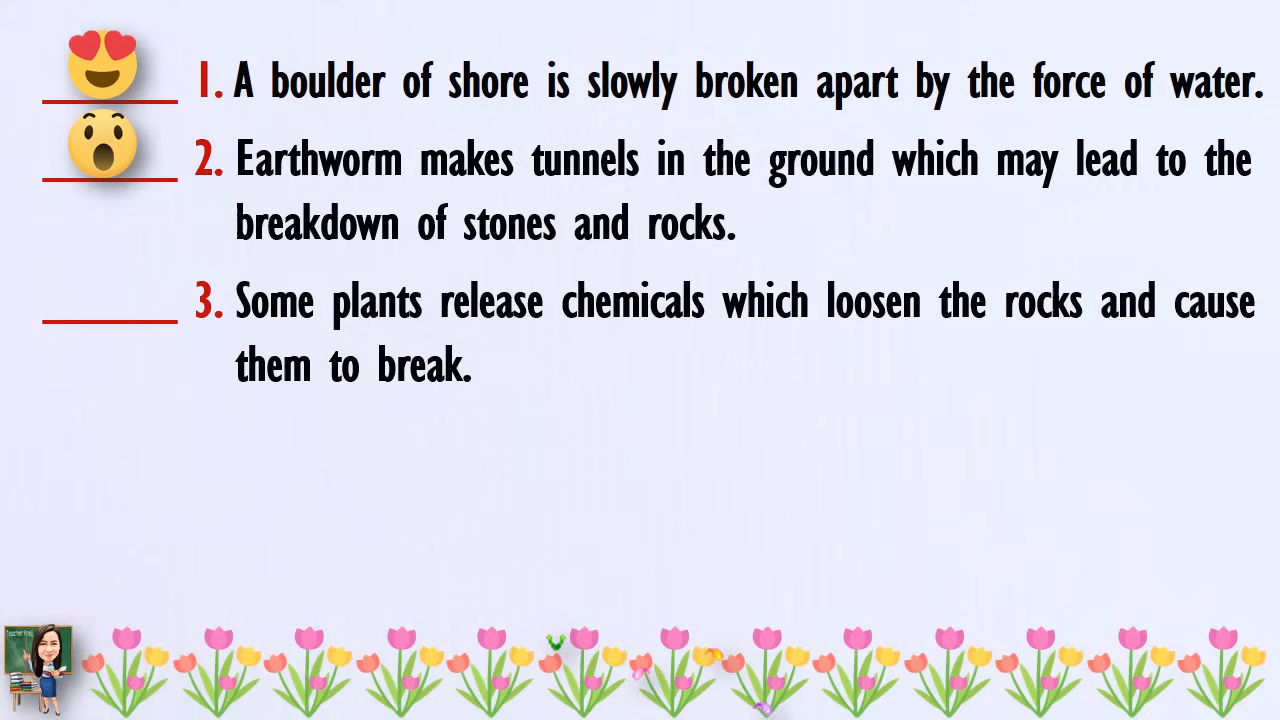 1. A boulder of shore is slowly broken apart by the force of water.
2. Earthworm makes tunnels in the ground which may lead to the
breakdown of stones and rocks.
3. Some plants release chemicals which loosen the rocks and cause
them to break.